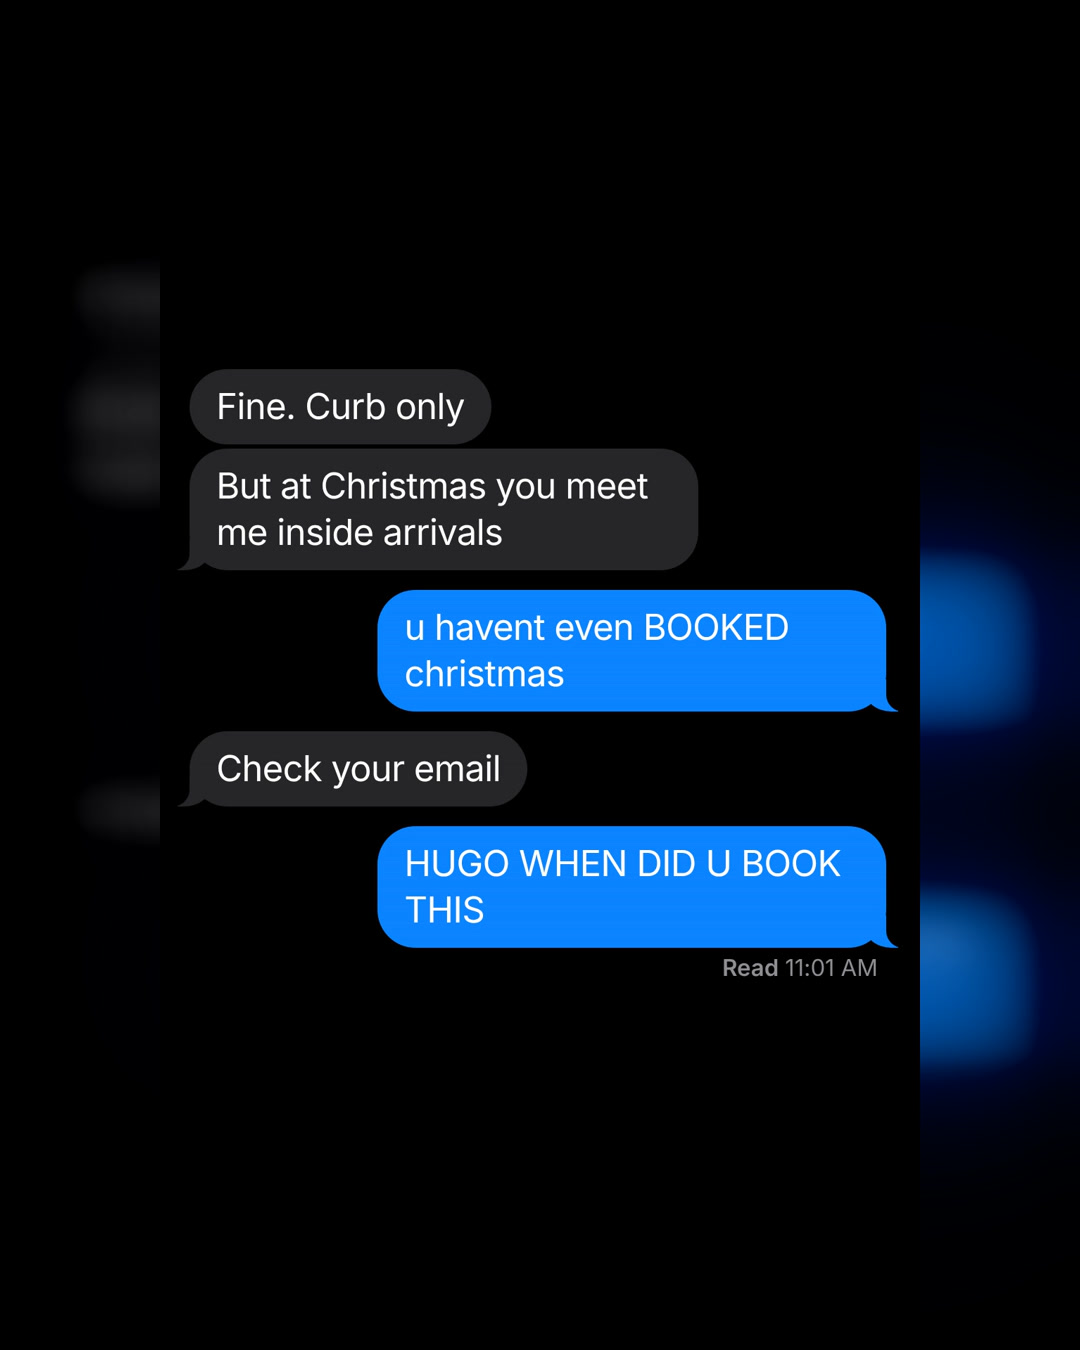 Fine. Curb only
But at Christmas you meet
me inside arrivals
u havent even BOOKED
christmas
Check your email
HUGO WHEN DID U BOOK
THIS
Read 11:01 AM